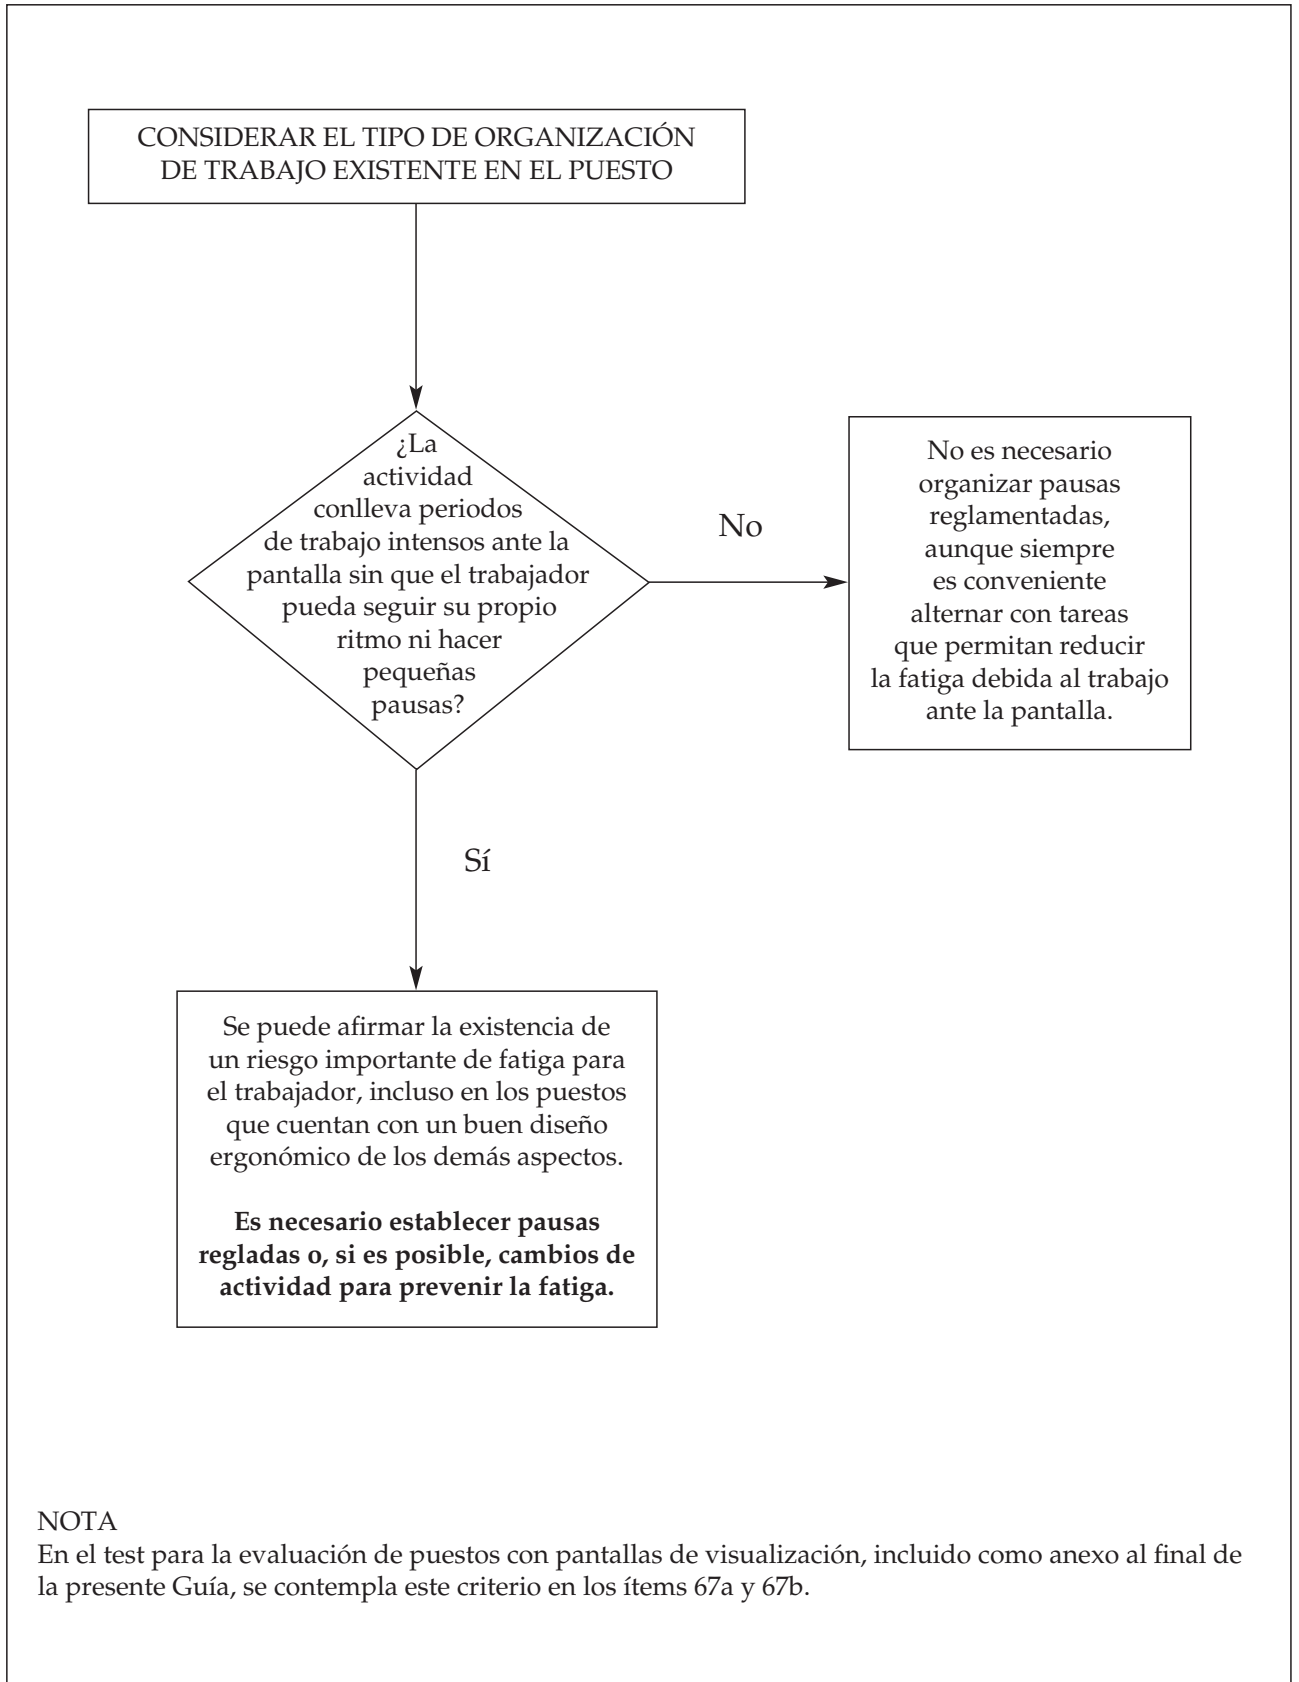 CONSIDERAR EL TIPO DE ORGANIZACIÓN
DE TRABAJO EXISTENTE EN EL PUESTO
¿La
actividad
conlleva periodos
de trabajo intensos ante la
pantalla sin que el trabajador
pueda seguir su propio
ritmo ni hacer
pequeñas
pausas?
No
No es necesario
organizar pausas
reglamentadas,
aunque siempre
es conveniente
alternar con tareas
que permitan reducir
la fatiga debida al trabajo
ante la pantalla.
Sí
Se puede afirmar la existencia de
un riesgo importante de fatiga para
el trabajador, incluso en los puestos
que cuentan con un buen diseño
ergonómico de los demás aspectos.
Es necesario establecer pausas
regladas o, si es posible, cambios de
actividad para prevenir la fatiga.
NOTA
En el test para la evaluación de puestos con pantallas de visualización, incluido como anexo al final de
la presente Guía, se contempla este criterio en los ítems 67a y 67b.